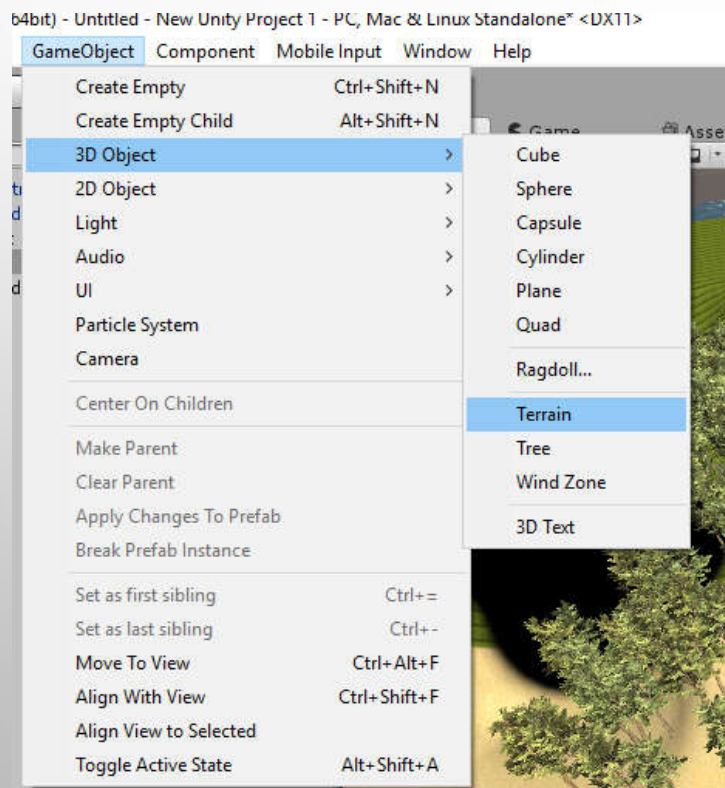 64bit) - Untitled - New Unity Project 1 - PC, Mac & Linux Standalone* <DX11>
GameObject Component Mobile Input Window Help
Create Empty Ctrl+Shift+N
Create Empty Child Alt+Shift+N
3D Object >
2D Object >
Light >
Audio >
UI >
Particle System
Camera
Center On Children
Make Parent
Clear Parent
Apply Changes To Prefab
Break Prefab Instance
Set as first sibling Ctrl+=
Set as last sibling Ctrl+-
Move To View Ctrl+Alt+F
Align With View Ctrl+Shift+F
Align View to Selected
Toggle Active State Alt+Shift+A
Game Asse
Cube
Sphere
Capsule
Cylinder
Plane
Quad
Ragdoll...
Terrain
Tree
Wind Zone
3D Text